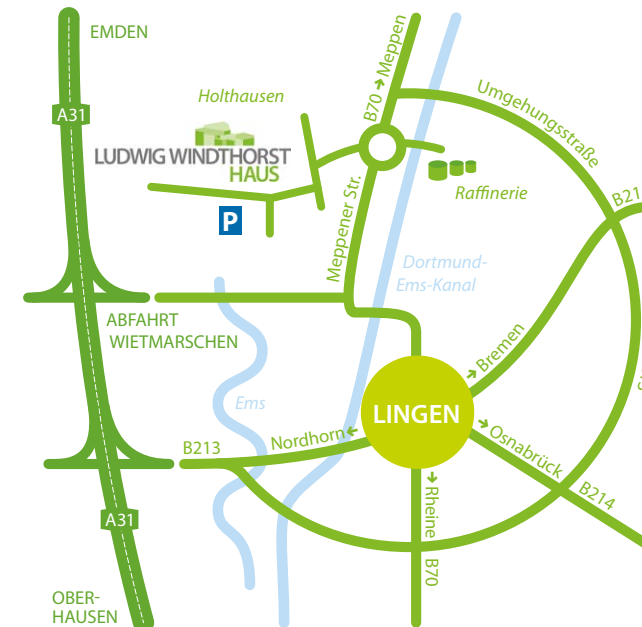 EMDEN
A31
Holthausen
LUDWIG WINDTHORST
HAUS
P
B70 → Meppen
Umgehungsstraße
Raffinerie
B21
Meppener Str.
Dortmund-
Ems-Kanal
ABFAHRT
WIETMARSCHEN
→ Bremen
Ems
LINGEN
B213
Nordhorn ←
→ Osnabrück
B214
→ Rheine
B70
A31
OBER-
HAUSEN